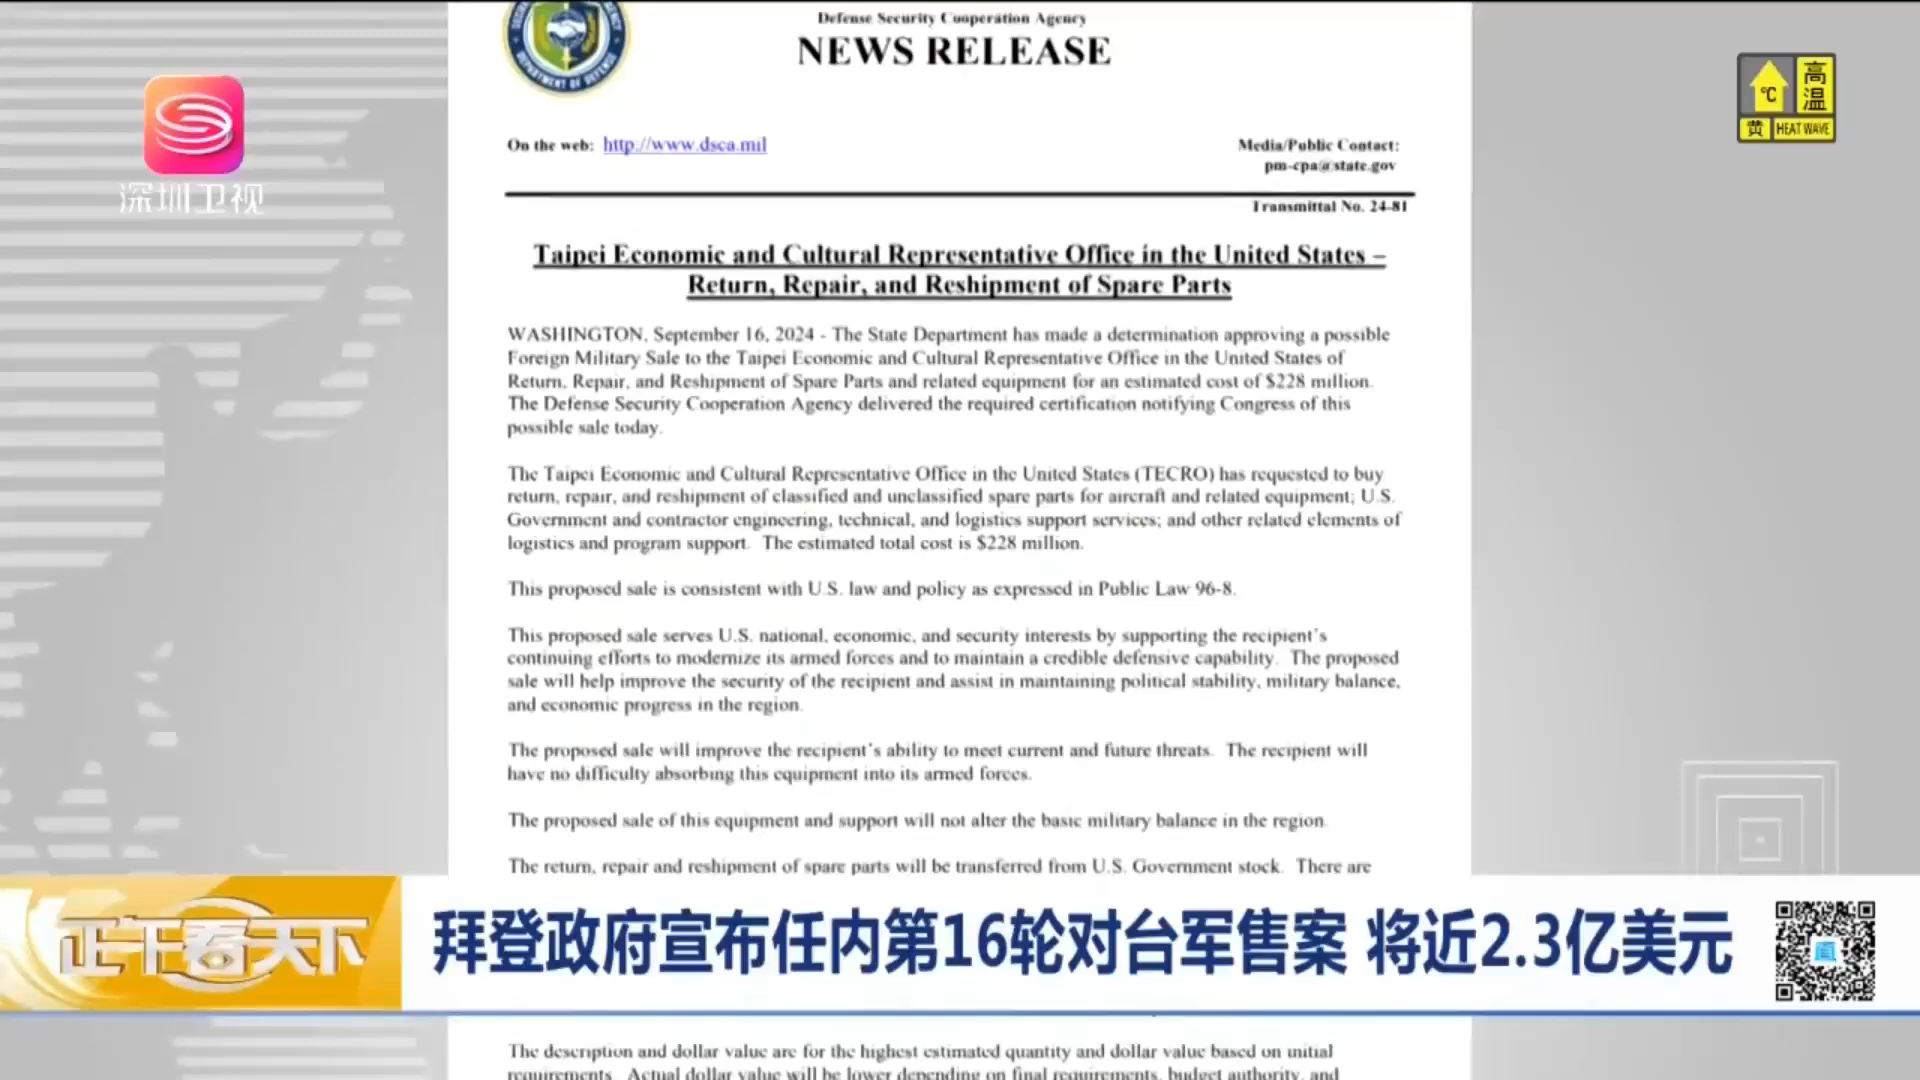 Defense Security Cooperation Agency
NEWS RELEASE
DEPARTMENT OF DEFENSE
深圳卫视
℃
高温
黄
HEAT WAVE
On the web: http://www.dsca.mil
Media/Public Contact:
pm-cpa@state.gov
Transmittal No. 24-81
Taipei Economic and Cultural Representative Office in the United States –
Return, Repair, and Reshipment of Spare Parts
WASHINGTON, September 16, 2024 - The State Department has made a determination approving a possible
Foreign Military Sale to the Taipei Economic and Cultural Representative Office in the United States of
Return, Repair, and Reshipment of Spare Parts and related equipment for an estimated cost of $228 million.
The Defense Security Cooperation Agency delivered the required certification notifying Congress of this
possible sale today.
The Taipei Economic and Cultural Representative Office in the United States (TECRO) has requested to buy
return, repair, and reshipment of classified and unclassified spare parts for aircraft and related equipment; U.S.
Government and contractor engineering, technical, and logistics support services; and other related elements of
logistics and program support. The estimated total cost is $228 million.
This proposed sale is consistent with U.S. law and policy as expressed in Public Law 96-8.
This proposed sale serves U.S. national, economic, and security interests by supporting the recipient's
continuing efforts to modernize its armed forces and to maintain a credible defensive capability. The proposed
sale will help improve the security of the recipient and assist in maintaining political stability, military balance,
and economic progress in the region.
The proposed sale will improve the recipient's ability to meet current and future threats. The recipient will
have no difficulty absorbing this equipment into its armed forces.
The proposed sale of this equipment and support will not alter the basic military balance in the region.
The return, repair and reshipment of spare parts will be transferred from U.S. Government stock. There are
正午看天下
拜登政府宣布任内第16轮对台军售案 将近2.3亿美元
The description and dollar value are for the highest estimated quantity and dollar value based on initial
requirements. Actual dollar value will be lower depending on final requirements, budget authority, and